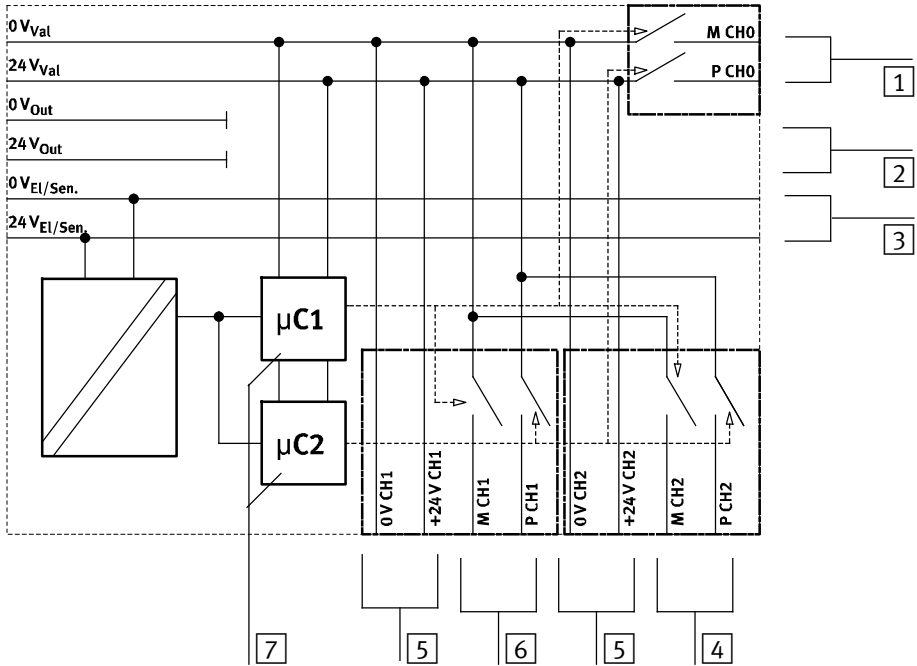 0 VVal
M CH0
24 VVal
P CH0
1
0 VOut
24 VOut
2
0 VEl/Sen.
24 VEl/Sen.
3
µC1
µC2
0 V CH1
+24 V CH1
M CH1
P CH1
0 V CH2
+24 V CH2
M CH2
P CH2
7
5
6
5
4